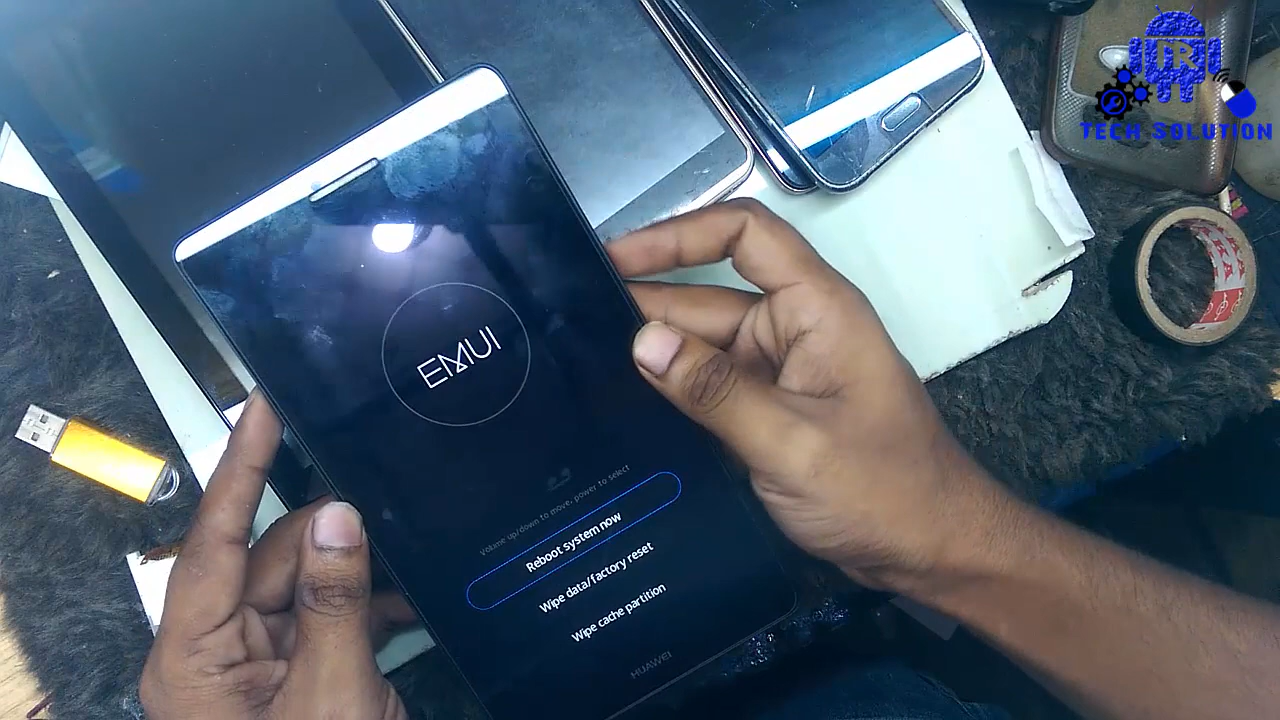 TR
TECH SOLUTION
EMUI
Volume up/down to move, power to select
Reboot system now
Wipe data/factory reset
Wipe cache partition
HUAWEI